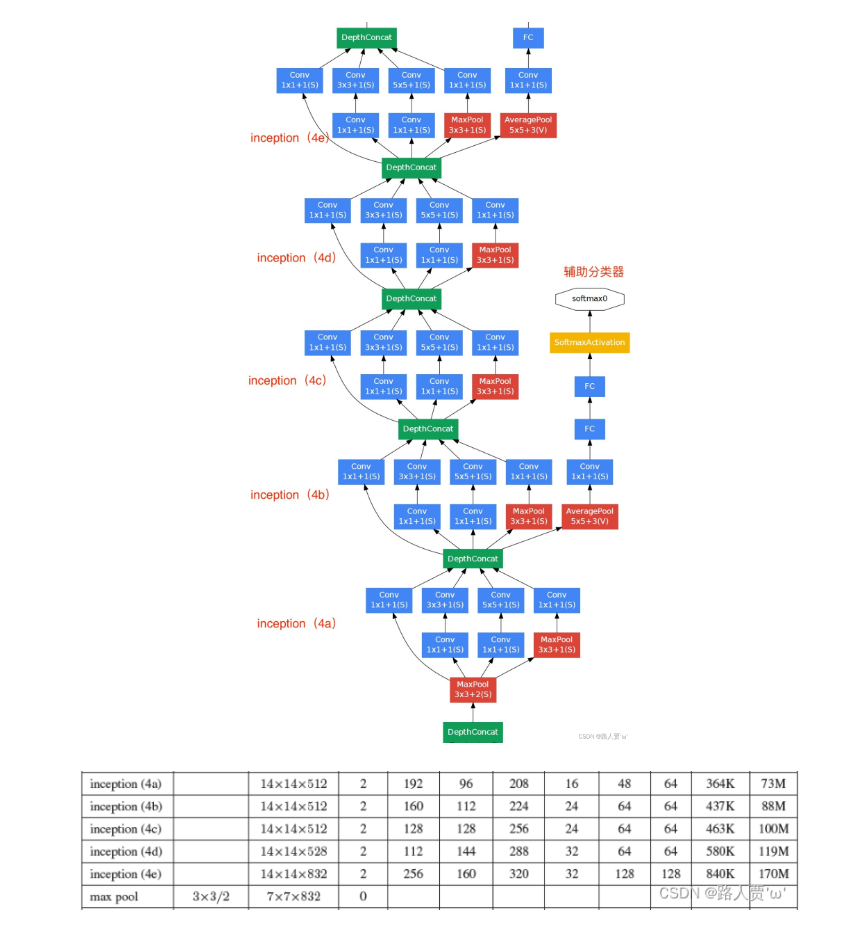 DepthConcat FC
Conv Conv Conv Conv Conv
1x1+1(S) 3x3+1(S) 5x5+1(S) 1x1+1(S) 1x1+1(S)
Conv Conv MaxPool AveragePool
1x1+1(S) 1x1+1(S) 3x3+1(S) 5x5+3(V)
inception（4e）
DepthConcat
Conv Conv Conv Conv
1x1+1(S) 3x3+1(S) 5x5+1(S) 1x1+1(S)
Conv Conv MaxPool
1x1+1(S) 1x1+1(S) 3x3+1(S)
inception（4d）
辅助分类器
DepthConcat softmax0
Conv Conv Conv Conv SoftmaxActivation
1x1+1(S) 3x3+1(S) 5x5+1(S) 1x1+1(S)
Conv Conv MaxPool FC
1x1+1(S) 1x1+1(S) 3x3+1(S)
inception（4c）
DepthConcat FC
Conv Conv Conv Conv Conv
1x1+1(S) 3x3+1(S) 5x5+1(S) 1x1+1(S) 1x1+1(S)
inception（4b）
Conv Conv MaxPool AveragePool
1x1+1(S) 1x1+1(S) 3x3+1(S) 5x5+3(V)
DepthConcat
Conv Conv Conv Conv
1x1+1(S) 3x3+1(S) 5x5+1(S) 1x1+1(S)
inception（4a）
Conv Conv MaxPool
1x1+1(S) 1x1+1(S) 3x3+1(S)
MaxPool
3x3+2(S)
DepthConcat
CSDN @路人贾'ω'
inception (4a) 14×14×512 2 192 96 208 16 48 64 364K 73M
inception (4b) 14×14×512 2 160 112 224 24 64 64 437K 88M
inception (4c) 14×14×512 2 128 128 256 24 64 64 463K 100M
inception (4d) 14×14×528 2 112 144 288 32 64 64 580K 119M
inception (4e) 14×14×832 2 256 160 320 32 128 128 840K 170M
max pool 3×3/2 7×7×832 0
CSDN @路人贾'ω'